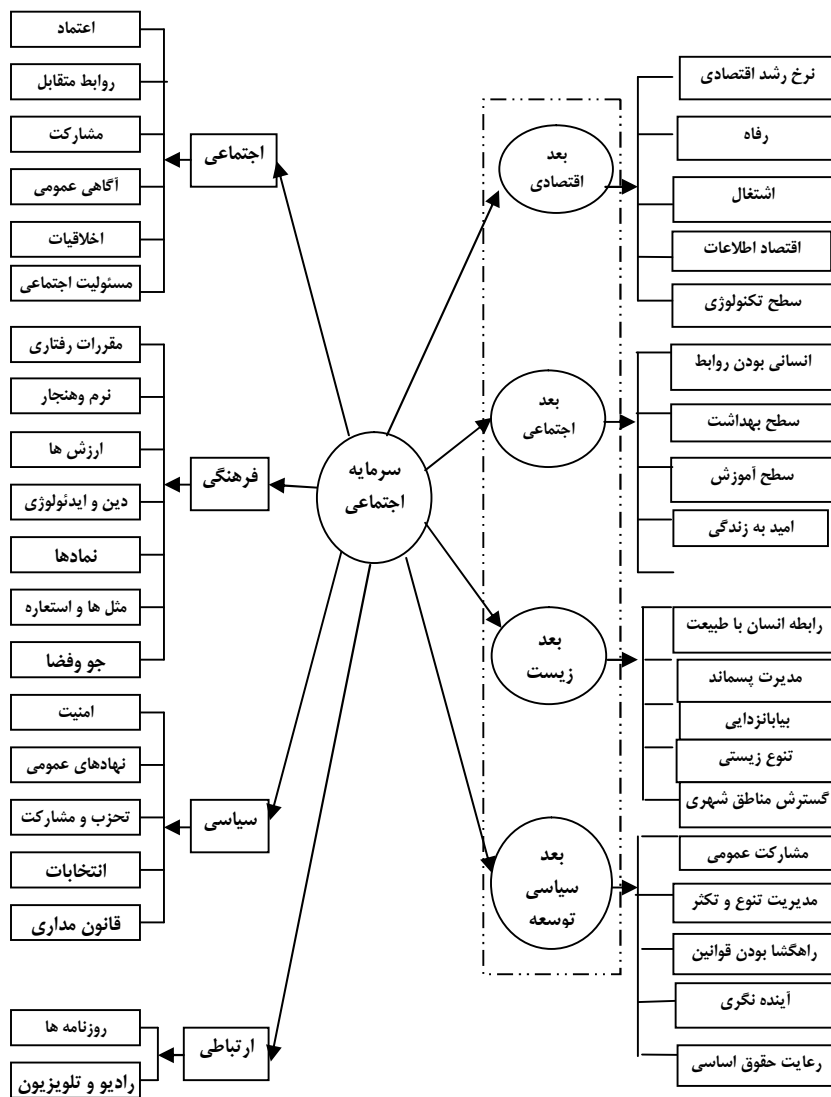 بعد
اقتصادی
نرخ رشد اقتصادی
رفاه
اشتغال
اقتصاد اطلاعات
سطح تکنولوژی
بعد
اجتماعی
انسانی بودن روابط
سطح بهداشت
سطح آموزش
امید به زندگی
بعد
زیست
رابطه انسان با طبیعت
مدیرت پسماند
بیابانزدایی
تنوع زیستی
گسترش مناطق شهری
بعد
سیاسی
توسعه
مشارکت عمومی
مدیریت تنوع و تکثر
راهگشا بودن قوانین
آینده نگری
رعایت حقوق اساسی
سرمایه
اجتماعی
اجتماعی
اعتماد
روابط متقابل
مشارکت
آگاهی عمومی
اخلاقیات
مسئولیت اجتماعی
فرهنگی
مقررات رفتاری
نرم وهنجار
ارزش ها
دین و ایدئولوژی
نمادها
مثل ها و استعاره
جو وفضا
سیاسی
امنیت
نهادهای عمومی
تحزب و مشارکت
انتخابات
قانون مداری
ارتباطی
روزنامه ها
رادیو و تلویزیون